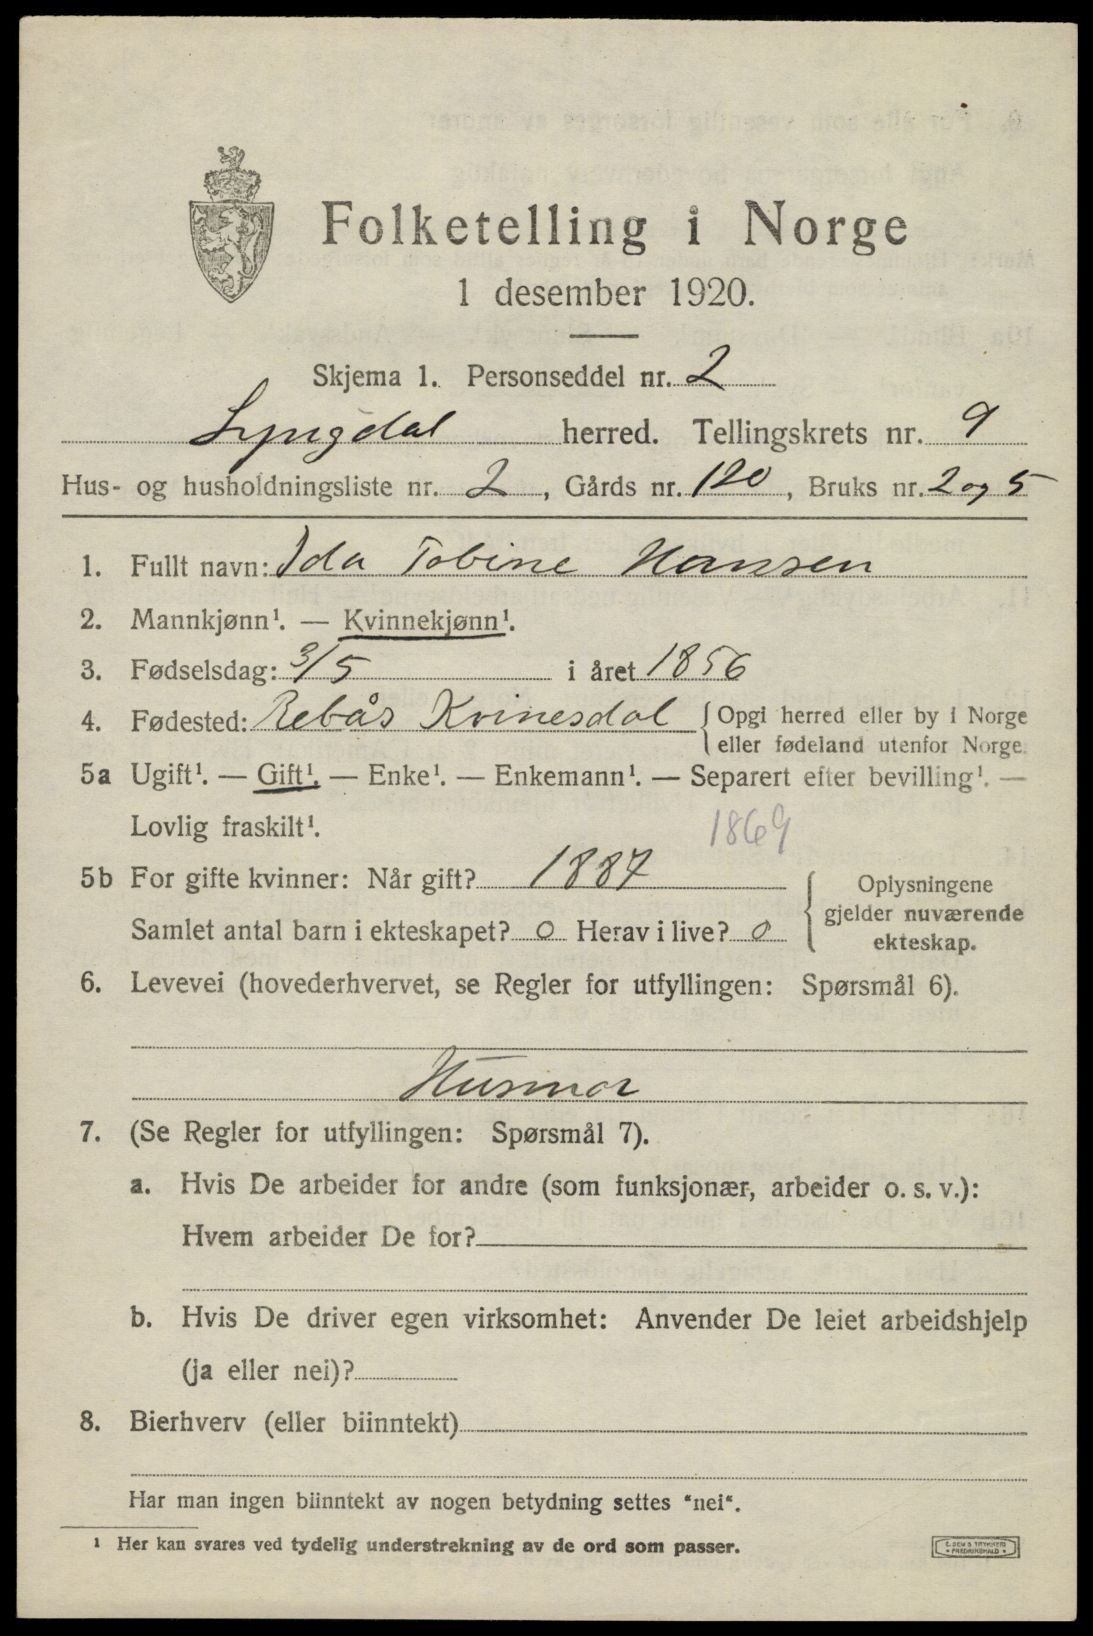 Folketelling i Norge
1 desember 1920.
Skjema 1. Personseddel nr. 2
Lyngdal herred. Tellingskrets nr. 9
Hus- og husholdningsliste nr. 2, Gårds nr. 120, Bruks nr. 2 og 5
1. Fullt navn: Ida Tobine Hansen
2. Mannkjønn¹. — Kvinnekjønn¹.
3. Fødselsdag: 3/5 i året 1856
4. Fødested: Rebås Kvinesdal {Opgi herred eller by i Norge
eller fødeland utenfor Norge.
5a Ugift¹. — Gift¹. — Enke¹. — Enkemann¹. — Separert efter bevilling¹. —
Lovlig fraskilt¹.
1869
5b For gifte kvinner: Når gift? 1887
Samlet antal barn i ekteskapet? 0 Herav i live? 0
{Oplysningene
gjelder nuværende
ekteskap.
6. Levevei (hovederhvervet, se Regler for utfyllingen: Spørsmål 6).
Husmor
7. (Se Regler for utfyllingen: Spørsmål 7).
a. Hvis De arbeider for andre (som funksjonær, arbeider o. s. v.):
Hvem arbeider De for?
b. Hvis De driver egen virksomhet: Anvender De leiet arbeidshjelp
(ja eller nei)?
8. Bierhverv (eller biinntekt)
Har man ingen biinntekt av nogen betydning settes "nei".
¹ Her kan svares ved tydelig understrekning av de ord som passer.